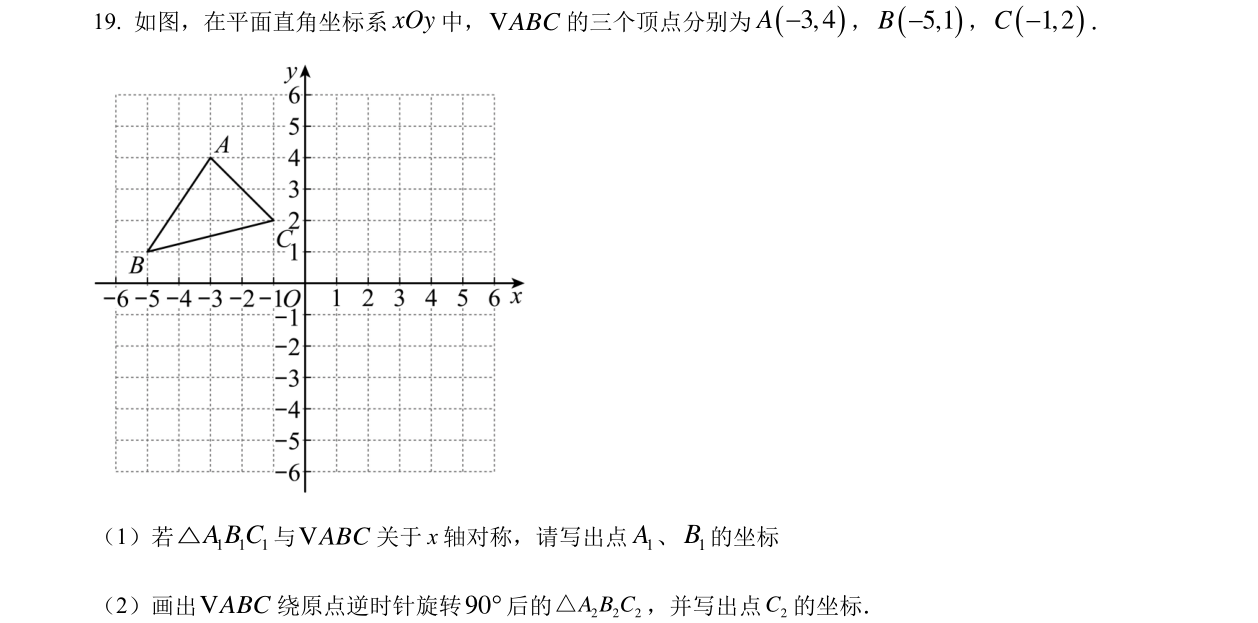 19. 如图，在平面直角坐标系 xOy 中，VABC 的三个顶点分别为 A(−3,4)，B(−5,1)，C(−1,2)．
y
6
5
A
4
3
2
C
1
B
−6 −5 −4 −3 −2 −1 O 1 2 3 4 5 6 x
−1
−2
−3
−4
−5
−6
（1）若 △A₁B₁C₁ 与 VABC 关于 x 轴对称，请写出点 A₁、B₁ 的坐标
（2）画出 VABC 绕原点逆时针旋转 90° 后的 △A₂B₂C₂，并写出点 C₂ 的坐标．